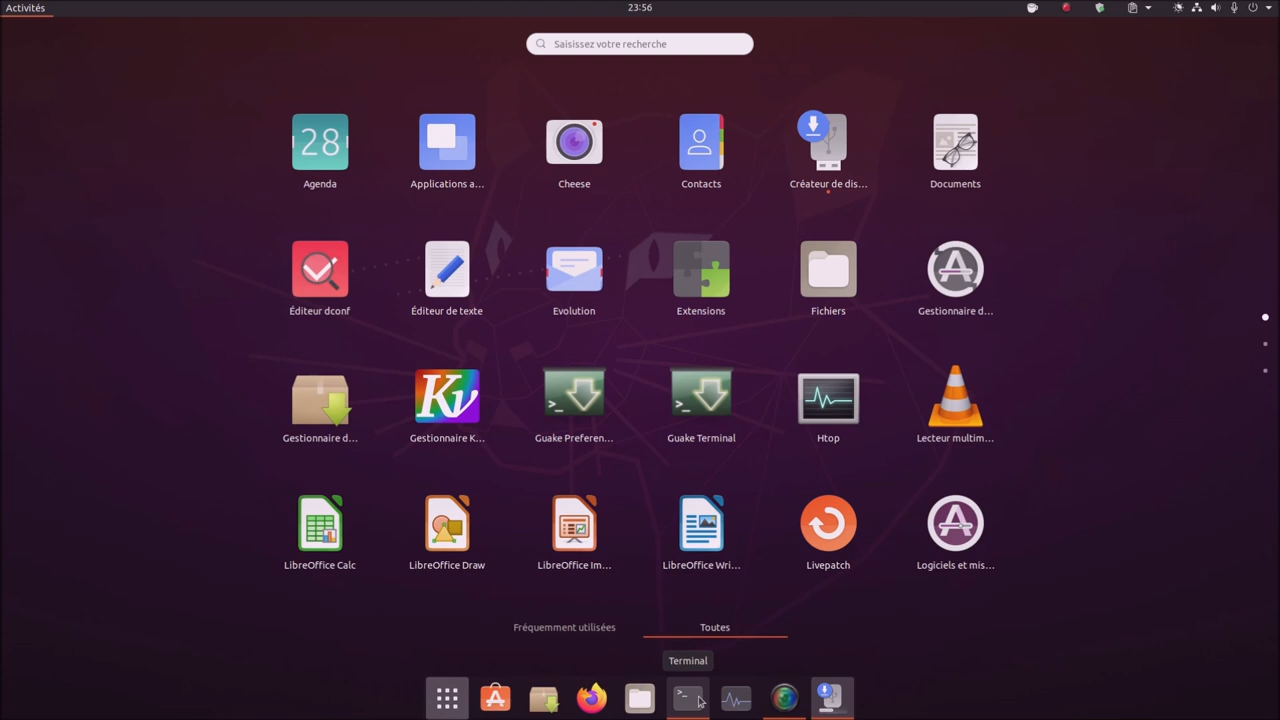 Activités
23:56
Saisissez votre recherche
28
Agenda
Applications a...
Cheese
Contacts
Créateur de dis...
Documents
Éditeur dconf
Éditeur de texte
Evolution
Extensions
Fichiers
Gestionnaire d...
Gestionnaire d...
Kv
Gestionnaire K...
>_
Guake Preferen...
>_
Guake Terminal
Htop
Lecteur multim...
LibreOffice Calc
LibreOffice Draw
LibreOffice Im...
LibreOffice Wri...
Livepatch
Logiciels et mis...
Fréquemment utilisées
Toutes
Terminal
>_